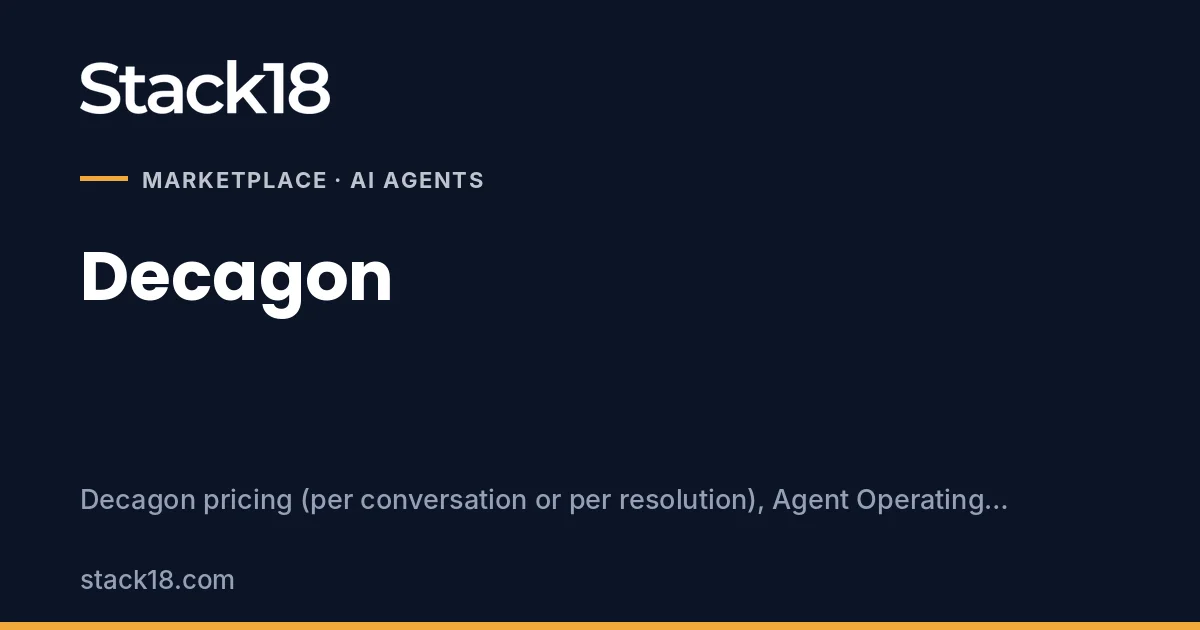 Stack18
MARKETPLACE · AI AGENTS
Decagon
Decagon pricing (per conversation or per resolution), Agent Operating...
stack18.com